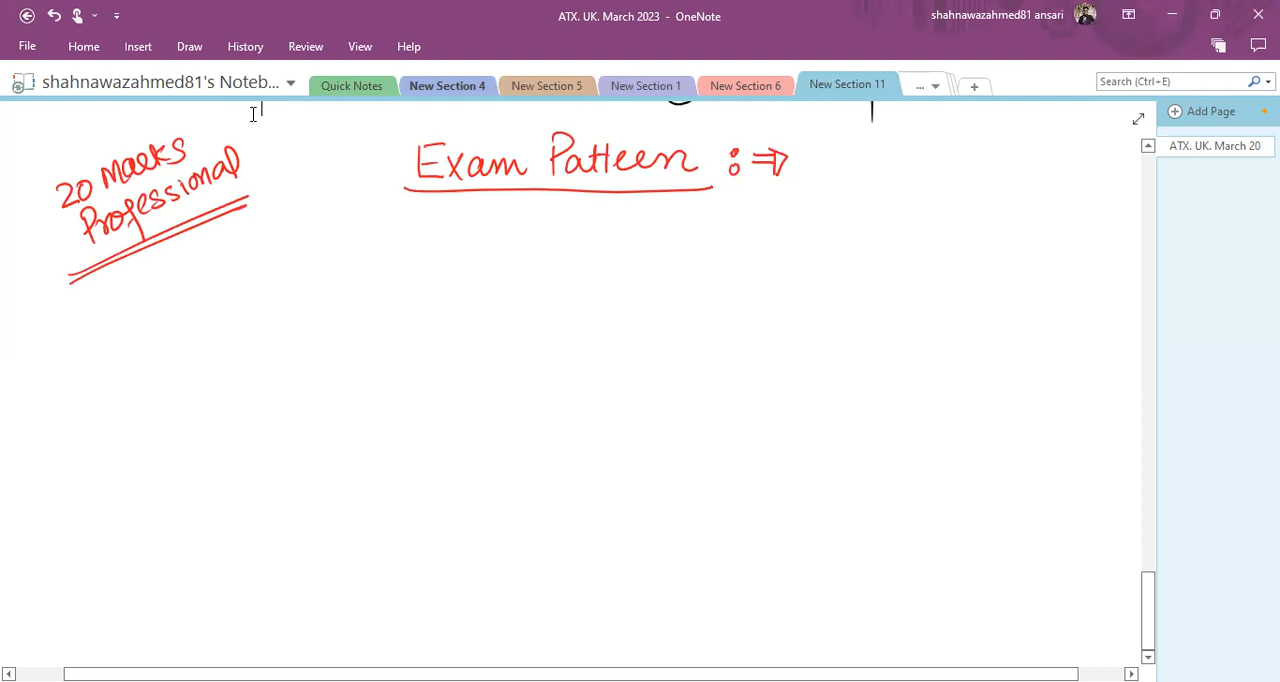 ATX. UK. March 2023 - OneNote
shahnawazahmed81 ansari
File Home Insert Draw History Review View Help
shahnawazahmed81's Noteb...
Quick Notes
New Section 4
New Section 5
New Section 1
New Section 6
New Section 11
...
Search (Ctrl+E)
Add Page
AT.X. UK. March 20
Exam Pattern :⇒
20 Marks
Professional